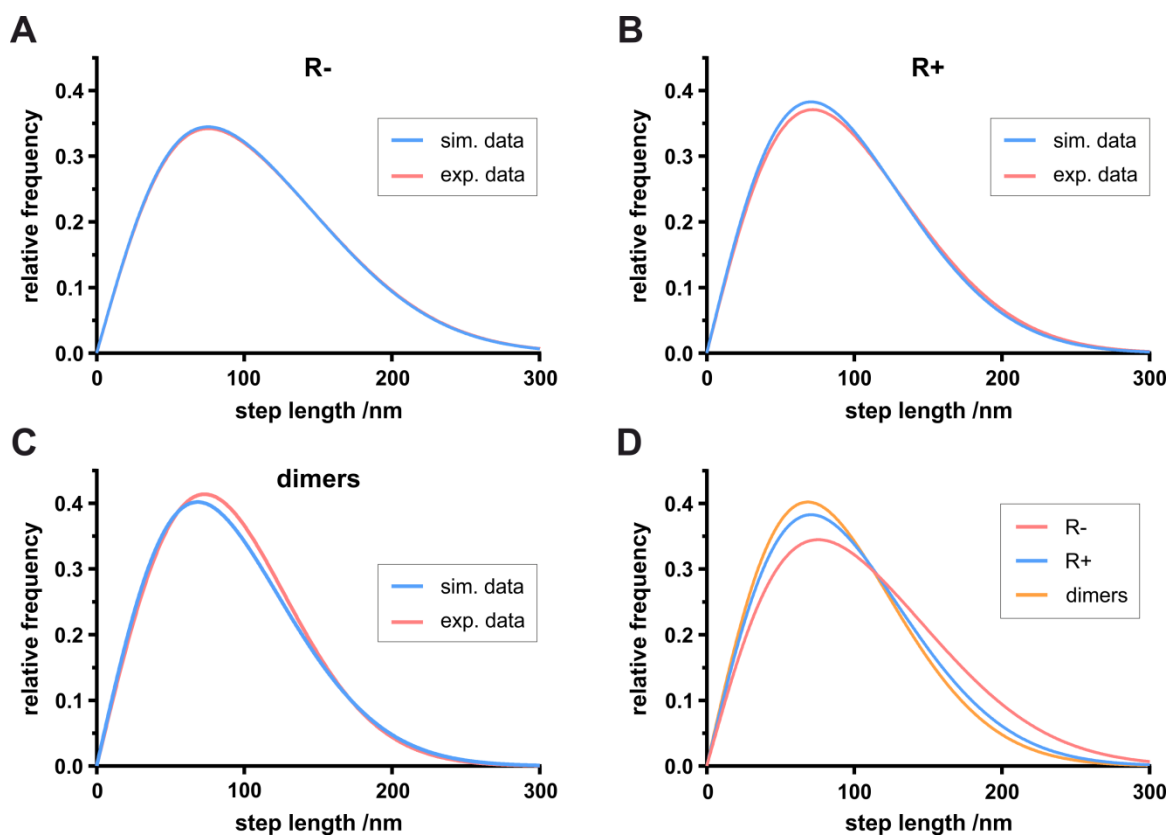 A
R-
relative frequency
0.4
0.3
0.2
0.1
0.0
0
100
200
300
step length /nm
sim. data
exp. data
B
R+
relative frequency
0.4
0.3
0.2
0.1
0.0
0
100
200
300
step length /nm
sim. data
exp. data
C
dimers
relative frequency
0.4
0.3
0.2
0.1
0.0
0
100
200
300
step length /nm
sim. data
exp. data
D
relative frequency
0.4
0.3
0.2
0.1
0.0
0
100
200
300
step length /nm
R-
R+
dimers